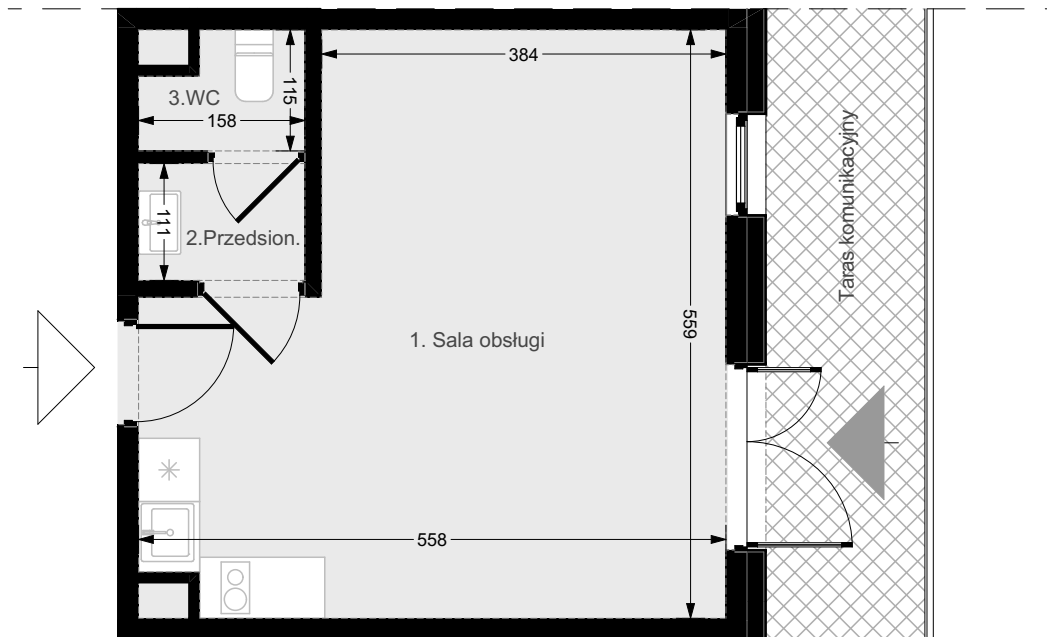 384
3.WC
115
158
Taras komunikacyjny
111
2.Przedsion.
559
1. Sala obsługi
558